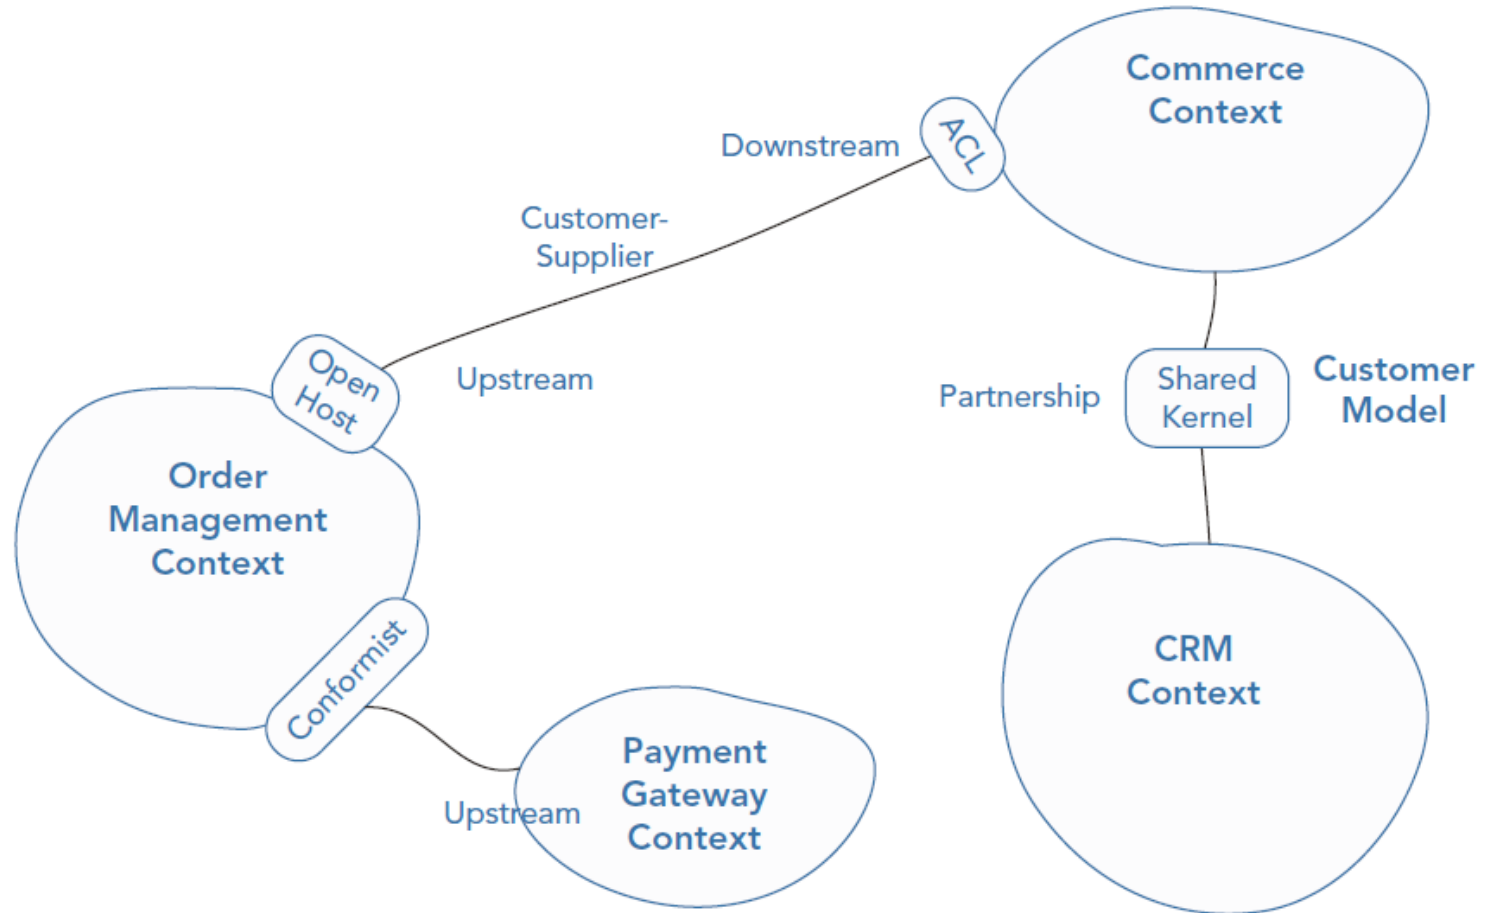 Commerce
Context
ACL
Downstream
Customer-
Supplier
Upstream
Open
Host
Partnership
Shared
Kernel
Customer
Model
Order
Management
Context
Conformist
CRM
Context
Payment
Gateway
Context
Upstream